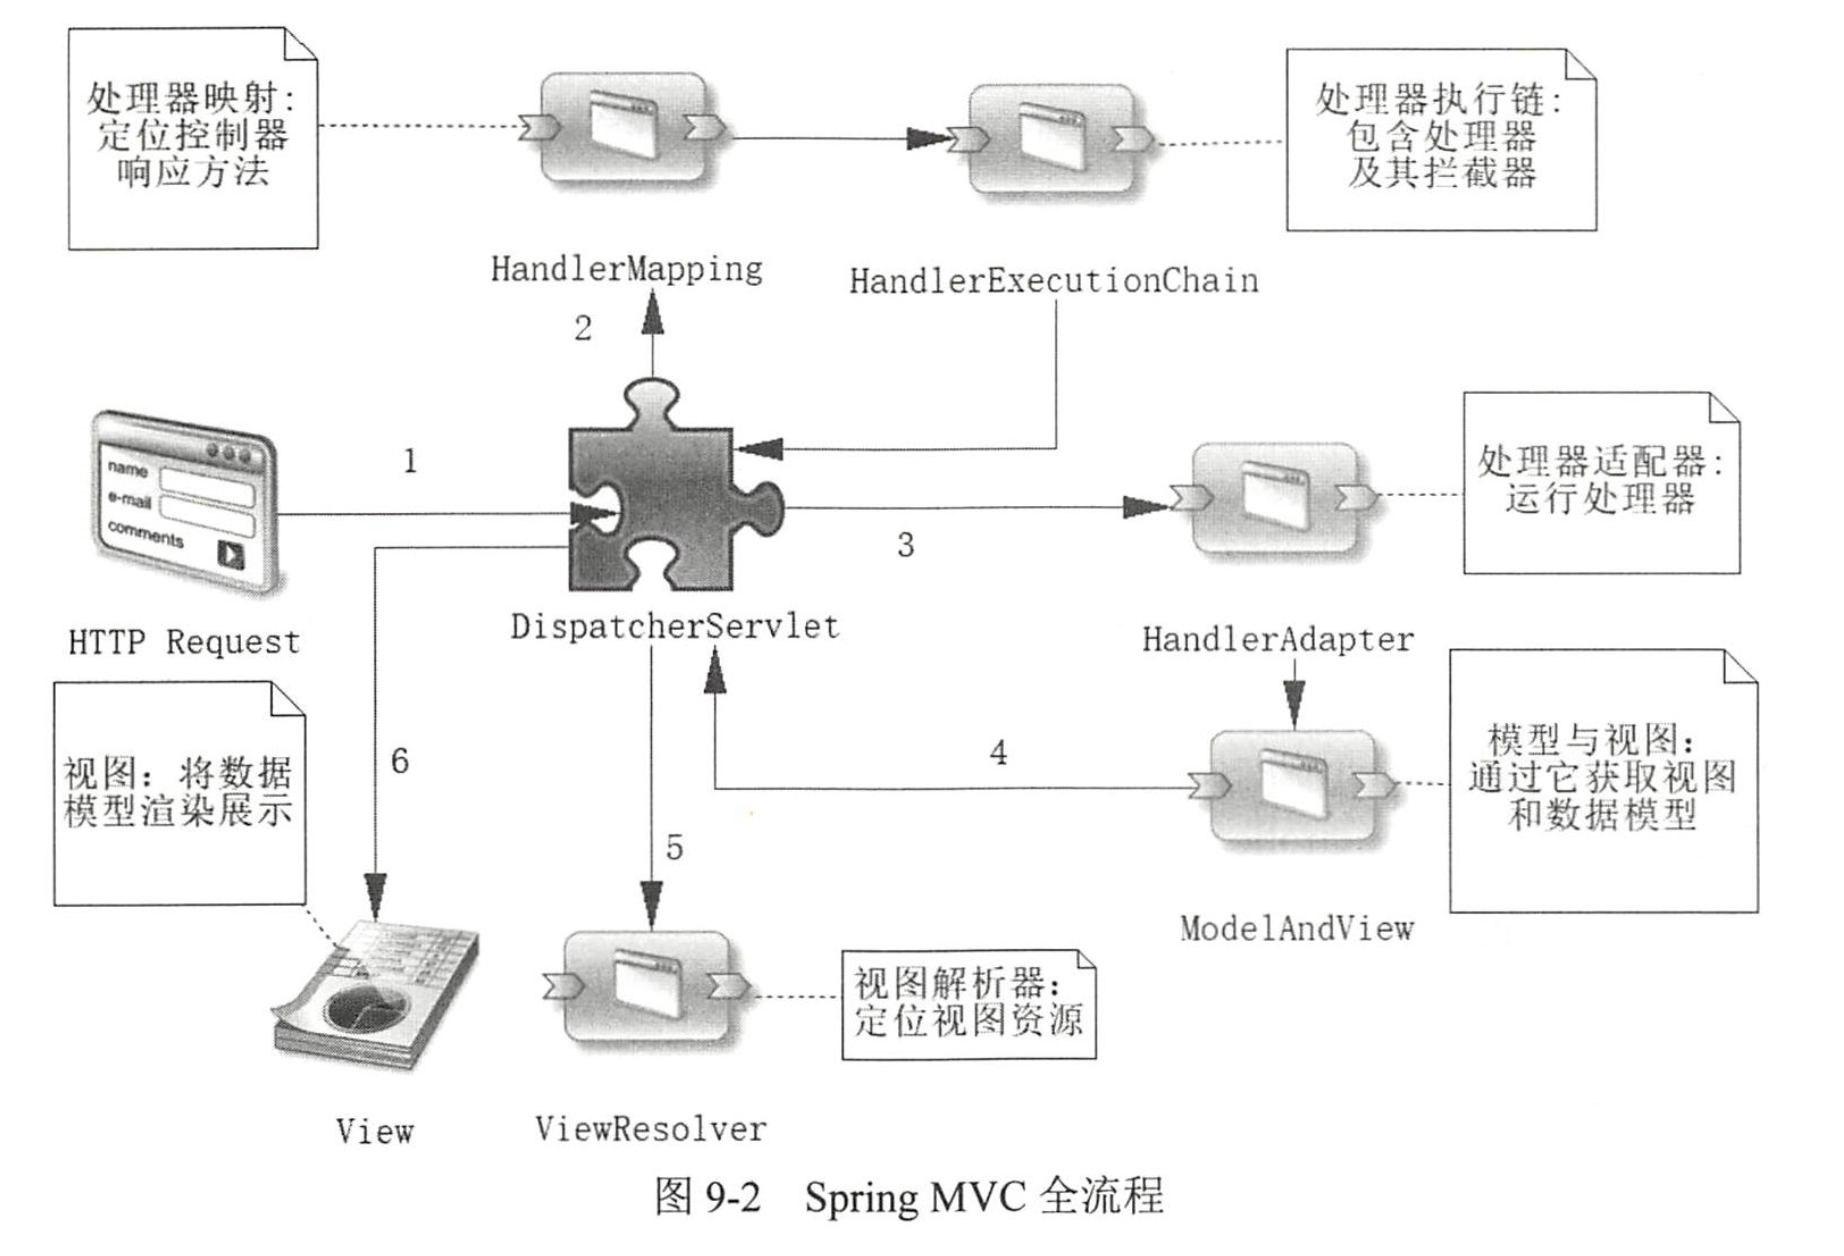 处理器映射:
定位控制器
响应方法
处理器执行链:
包含处理器
及其拦截器
HandlerMapping
HandlerExecutionChain
2
name
e-mail
comments
1
HTTP Request
DispatcherServlet
3
处理器适配器:
运行处理器
HandlerAdapter
视图: 将数据
模型渲染展示
6
4
5
模型与视图:
通过它获取视图
和数据模型
ModelAndView
视图解析器:
定位视图资源
View
ViewResolver
图 9-2 Spring MVC 全流程